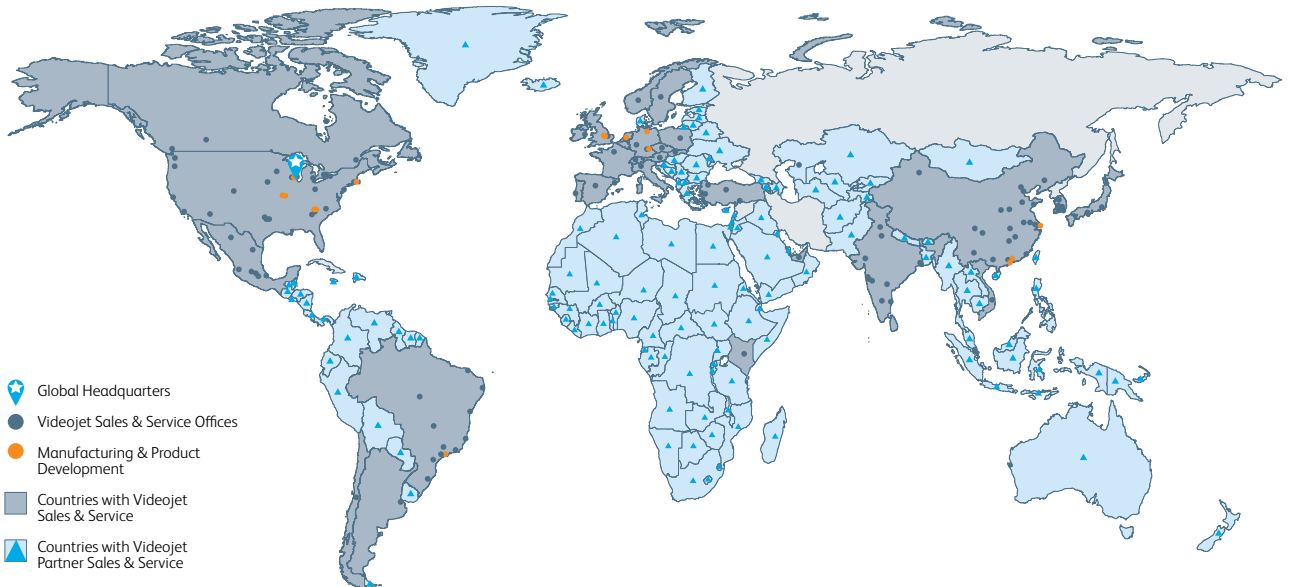 Global Headquarters
Videojet Sales & Service Offices
Manufacturing & Product
Development
Countries with Videojet
Sales & Service
Countries with Videojet
Partner Sales & Service